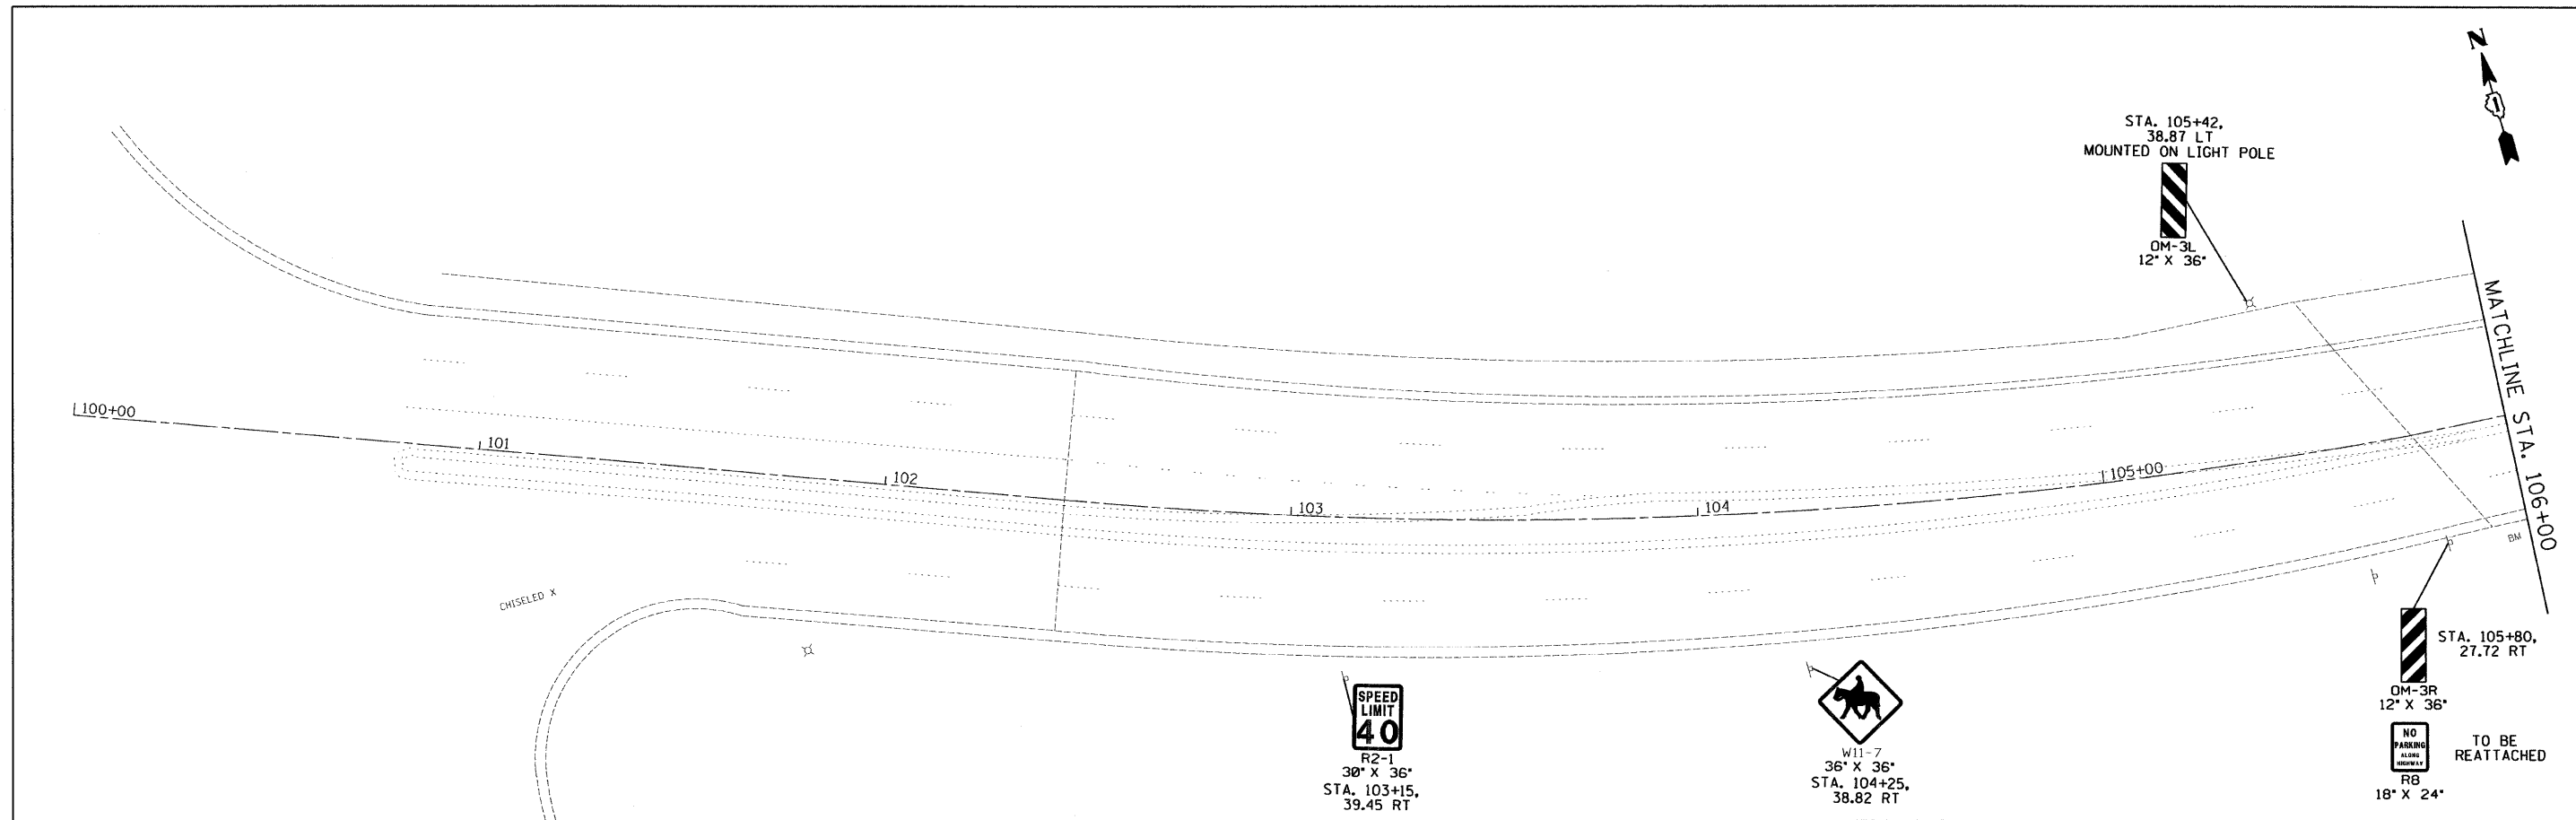 N
STA. 105+42,
38.87 LT
MOUNTED ON LIGHT POLE
OM-3L
12" X 36"
MATCHLINE STA. 106+00
100+00
101
102
103
104
105+00
BM
CHISELED X
SPEED
LIMIT
40
R2-1
30" X 36"
STA. 103+15,
39.45 RT
W11-7
36" X 36"
STA. 104+25,
38.82 RT
STA. 105+80,
27.72 RT
OM-3R
12" X 36"
NO
PARKING
ALONG
HIGHWAY
R8
18" X 24"
TO BE
REATTACHED